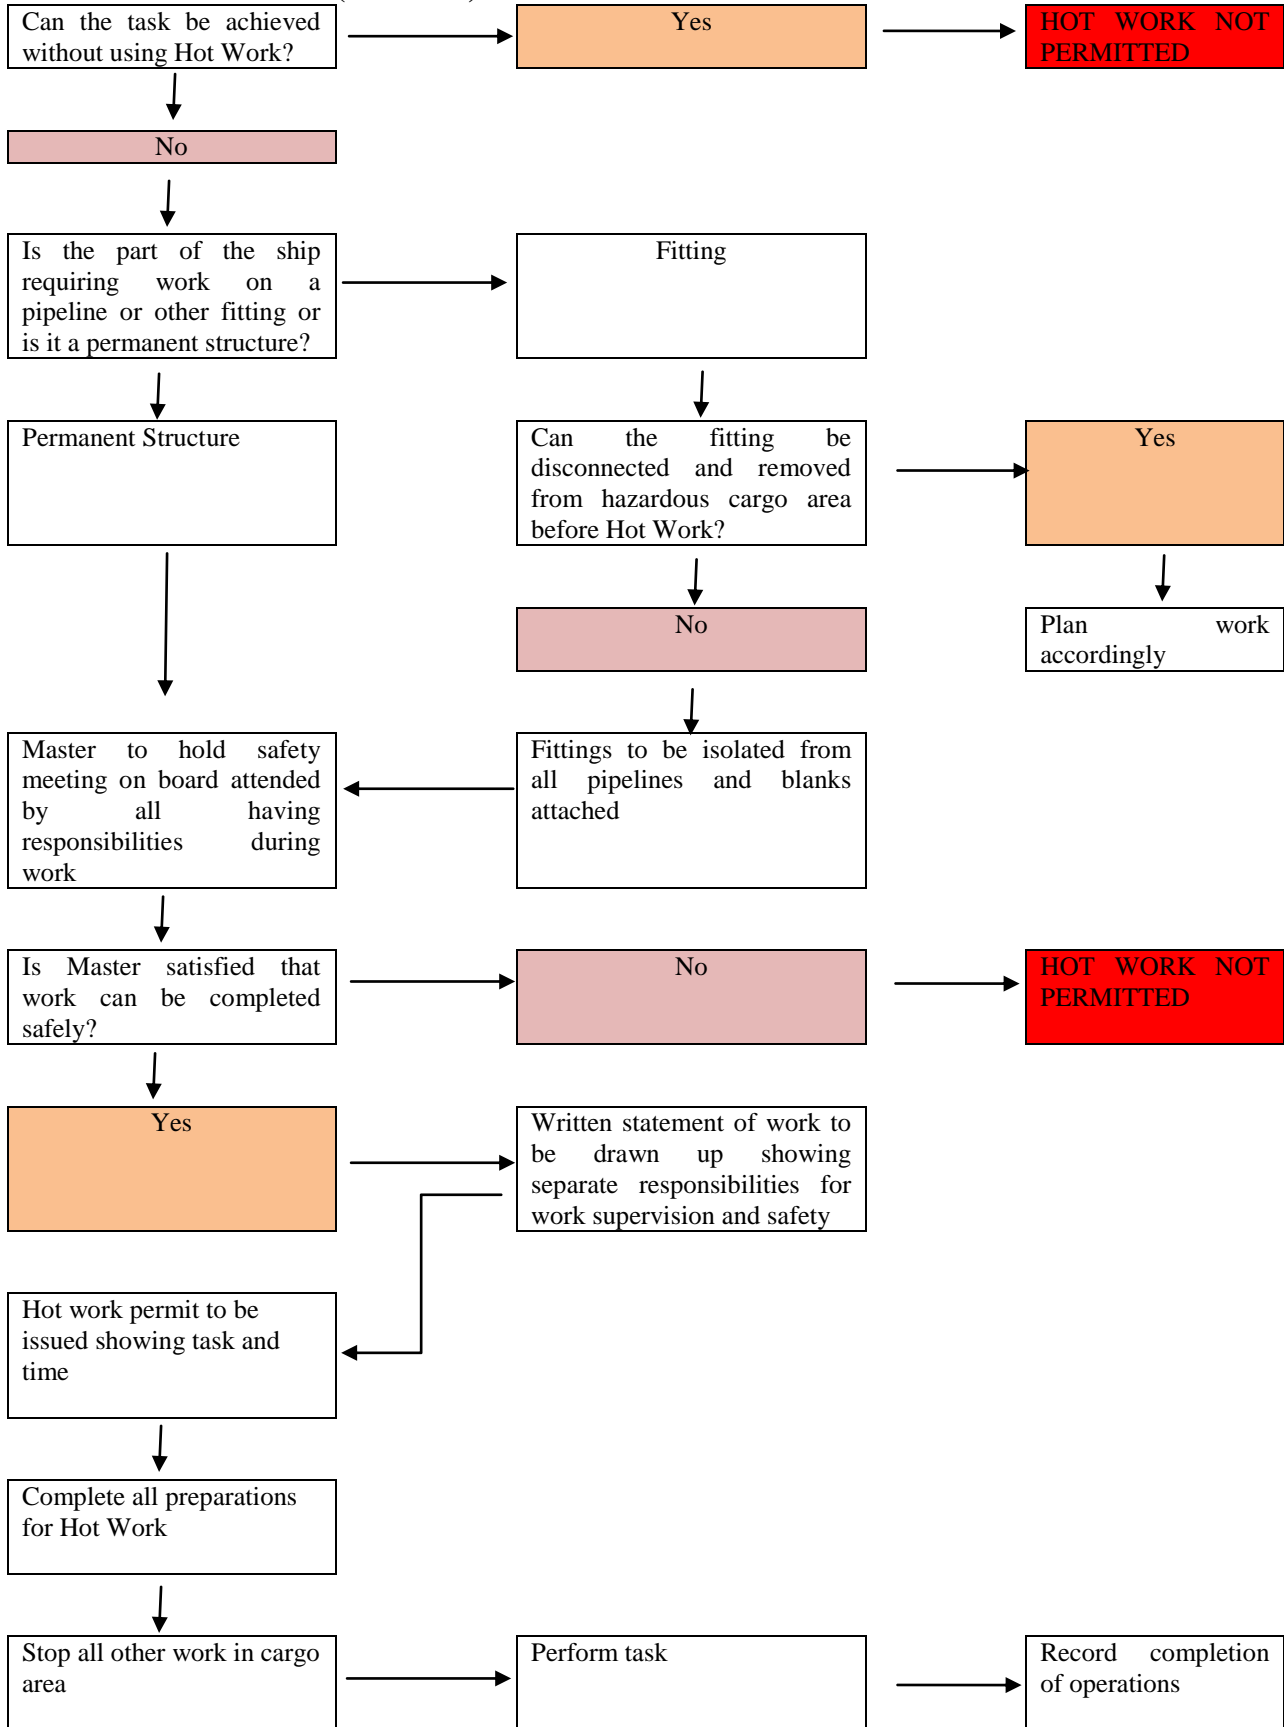 Can the task be achieved
without using Hot Work?
Yes
HOT WORK NOT
PERMITTED
No
Is the part of the ship
requiring work on a
pipeline or other fitting or
is it a permanent structure?
Fitting
Permanent Structure
Can the fitting be
disconnected and removed
from hazardous cargo area
before Hot Work?
Yes
No
Plan work
accordingly
Master to hold safety
meeting on board attended
by all having
responsibilities during
work
Fittings to be isolated from
all pipelines and blanks
attached
Is Master satisfied that
work can be completed
safely?
No
HOT WORK NOT
PERMITTED
Yes
Written statement of work to
be drawn up showing
separate responsibilities for
work supervision and safety
Hot work permit to be
issued showing task and
time
Complete all preparations
for Hot Work
Stop all other work in cargo
area
Perform task
Record completion
of operations